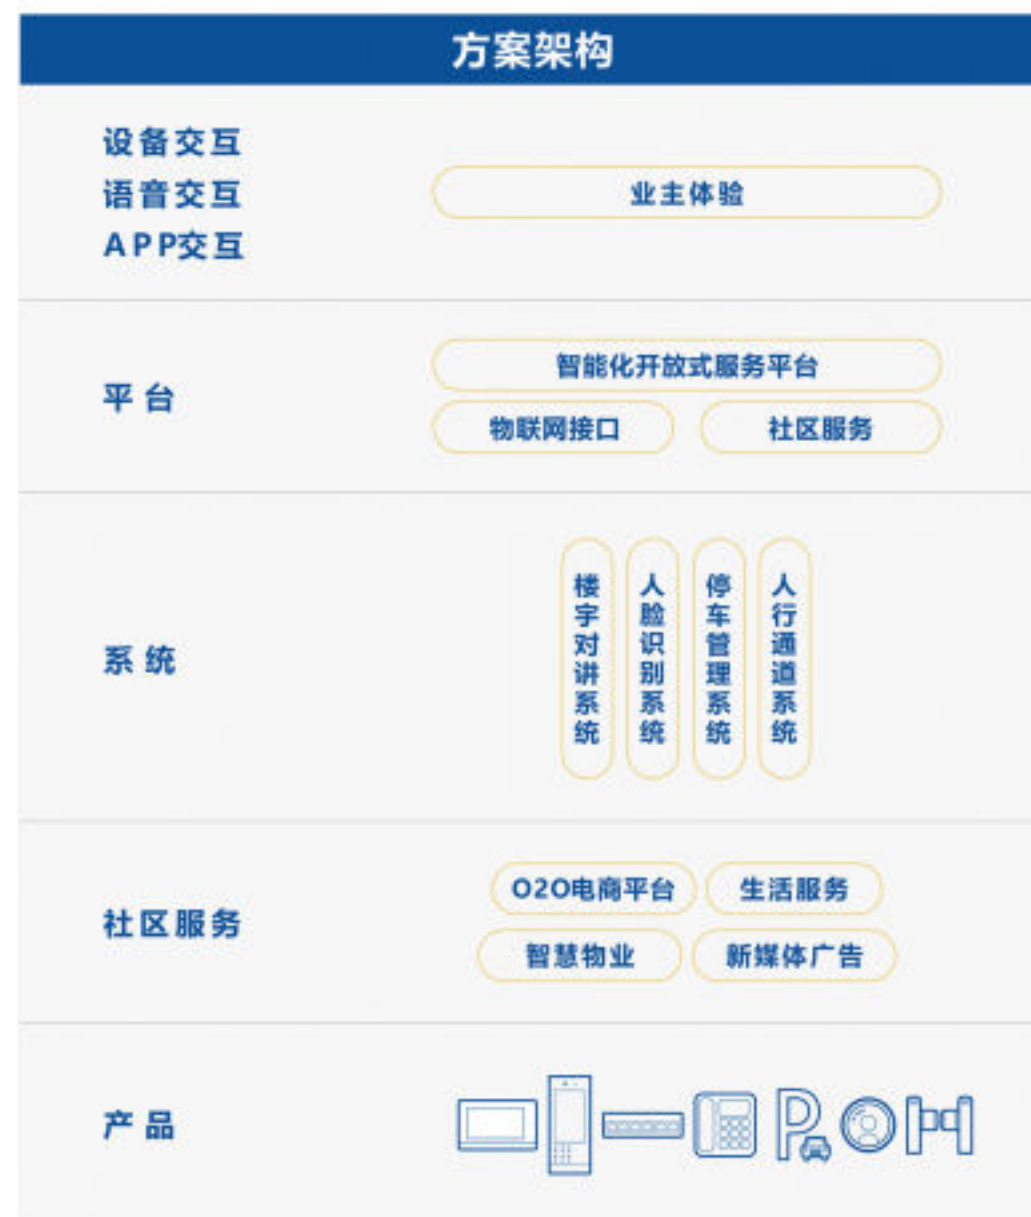 方案架构
设备交互
语音交互
APP交互
业主体验
平台
智能化开放式服务平台
物联网接口
社区服务
系统
楼宇对讲系统
人脸识别系统
停车管理系统
人行通道系统
社区服务
O2O电商平台
生活服务
智慧物业
新媒体广告
产品
P